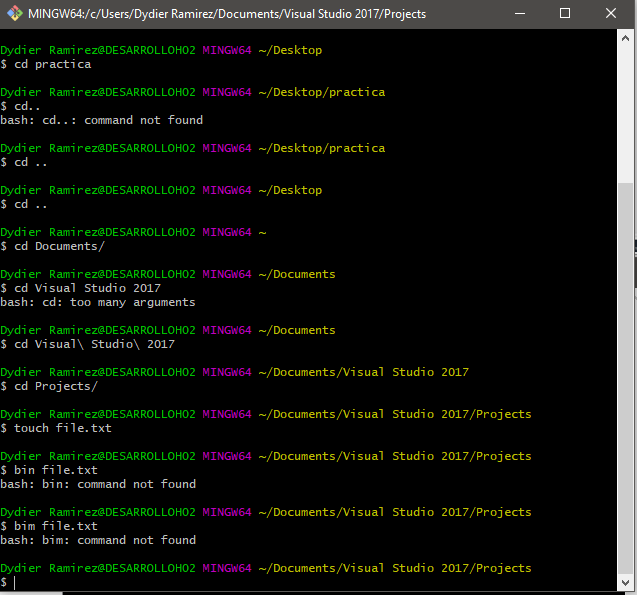 MINGW64:/c/Users/Dydier Ramirez/Documents/Visual Studio 2017/Projects
Dydier Ramirez@DESARROLLOHO2 MINGW64 ~/Desktop
$ cd practica
Dydier Ramirez@DESARROLLOHO2 MINGW64 ~/Desktop/practica
$ cd..
bash: cd..: command not found
Dydier Ramirez@DESARROLLOHO2 MINGW64 ~/Desktop/practica
$ cd ..
Dydier Ramirez@DESARROLLOHO2 MINGW64 ~/Desktop
$ cd ..
Dydier Ramirez@DESARROLLOHO2 MINGW64 ~
$ cd Documents/
Dydier Ramirez@DESARROLLOHO2 MINGW64 ~/Documents
$ cd Visual Studio 2017
bash: cd: too many arguments
Dydier Ramirez@DESARROLLOHO2 MINGW64 ~/Documents
$ cd Visual\ Studio\ 2017
Dydier Ramirez@DESARROLLOHO2 MINGW64 ~/Documents/Visual Studio 2017
$ cd Projects/
Dydier Ramirez@DESARROLLOHO2 MINGW64 ~/Documents/Visual Studio 2017/Projects
$ touch file.txt
Dydier Ramirez@DESARROLLOHO2 MINGW64 ~/Documents/Visual Studio 2017/Projects
$ bin file.txt
bash: bin: command not found
Dydier Ramirez@DESARROLLOHO2 MINGW64 ~/Documents/Visual Studio 2017/Projects
$ bim file.txt
bash: bim: command not found
Dydier Ramirez@DESARROLLOHO2 MINGW64 ~/Documents/Visual Studio 2017/Projects
$